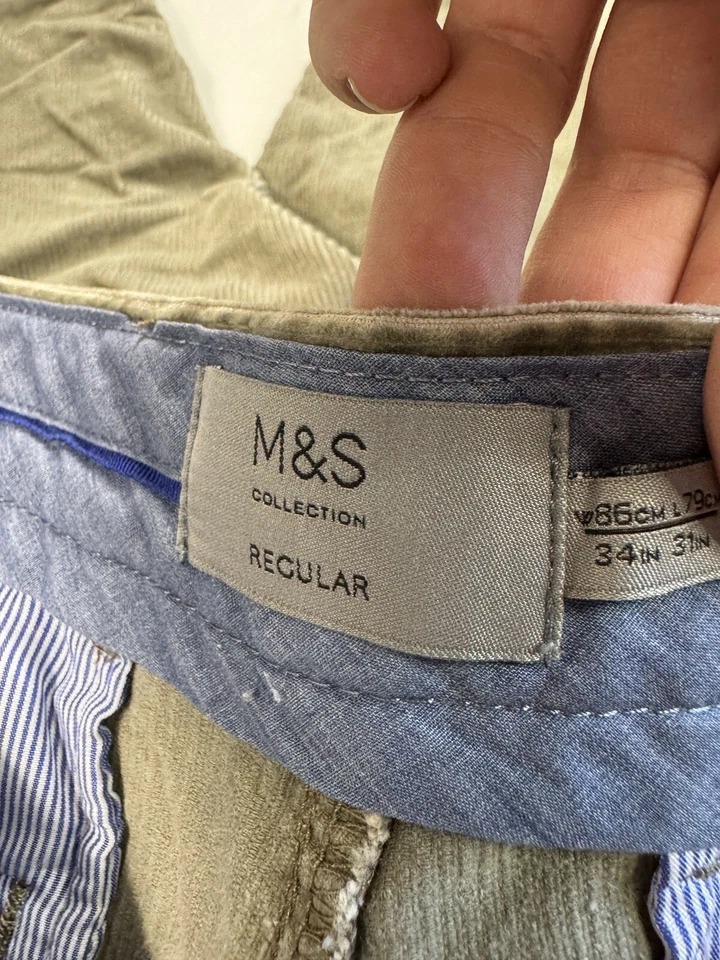 M&S
COLLECTION
REGULAR
W86CM L79CM
34IN 31IN